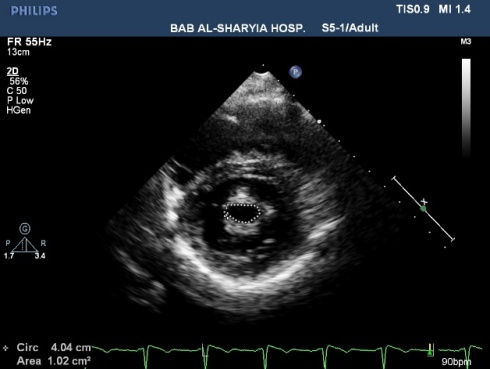 PHILIPS
TIS0.9 MI 1.4
BAB AL-SHARYIA HOSP. S5-1/Adult
FR 55Hz
13cm
M3
2D
56%
C 50
P Low
HGen
P
G
P R
1.7 3.4
Circ 4.04 cm
Area 1.02 cm²
90bpm